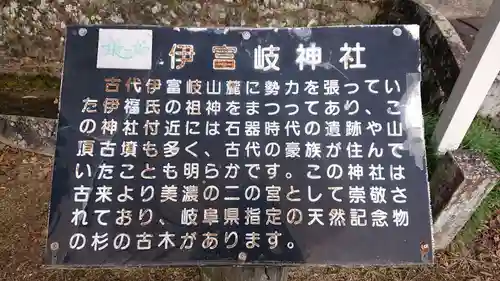 伊富岐神社
古代伊富岐山麓に勢力を張ってい
た伊福氏の祖神をまつってあり、こ
の神社付近には石器時代の遺跡や山
頂古墳も多く、古代の豪族が住んで
いたことも明らかです。この神社は
古来より美濃の二の宮として崇敬さ
れており、岐阜県指定の天然記念物
の杉の古木があります。